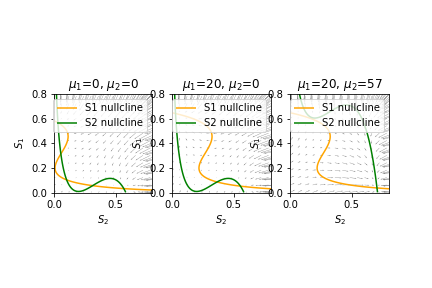 μ₁=0, μ₂=0
S1 nullcline
S2 nullcline
0.8
0.6
0.4
0.2
0.0
S₁
0.0
0.5
S₂
μ₁=20, μ₂=0
S1 nullcline
S2 nullcline
0.8
0.6
0.4
0.2
0.0
S₁
0.0
0.5
S₂
μ₁=20, μ₂=57
S1 nullcline
S2 nullcline
0.8
0.6
0.4
0.2
0.0
S₁
0.0
0.5
S₂